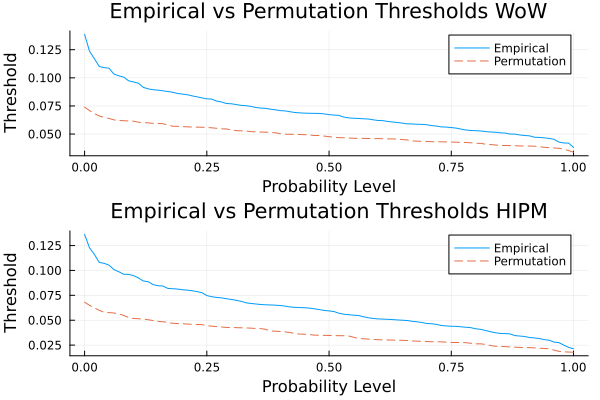 Empirical vs Permutation Thresholds WoW
Threshold
0.125
0.100
0.075
0.050
Empirical
Permutation
0.00 0.25 0.50 0.75 1.00
Probability Level
Empirical vs Permutation Thresholds HIPM
Threshold
0.125
0.100
0.075
0.050
0.025
Empirical
Permutation
0.00 0.25 0.50 0.75 1.00
Probability Level